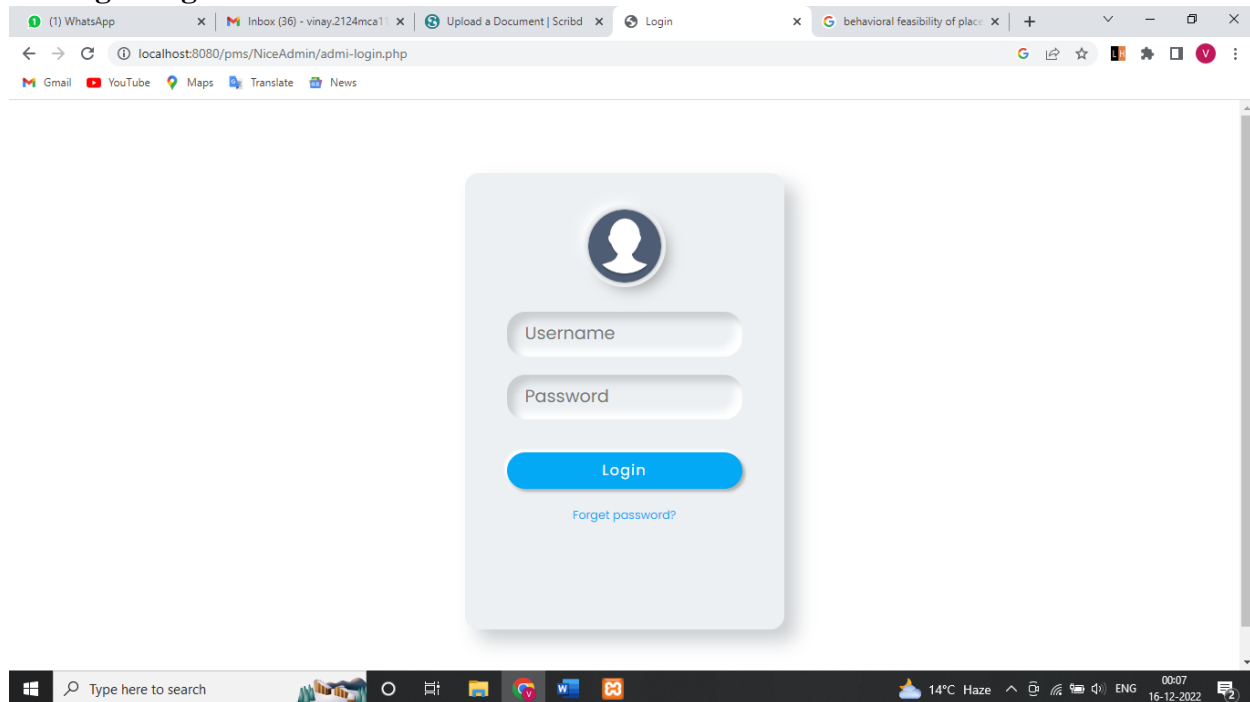 (1) WhatsApp
Inbox (36) - vinay.2124mca11
Upload a Document | Scribd
Login
behavioral feasibility of place
localhost:8080/pms/NiceAdmin/admi-login.php
V
Gmail
YouTube
Maps
Translate
News
Username
Password
Login
Forget password?
Type here to search
14°C Haze
ENG
00:07
16-12-2022
2